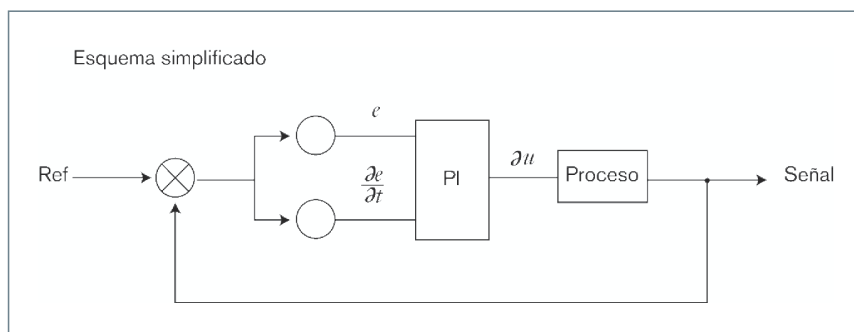 Esquema simplificado
e
Ref
∂e
∂t
PI
∂u
Proceso
Señal